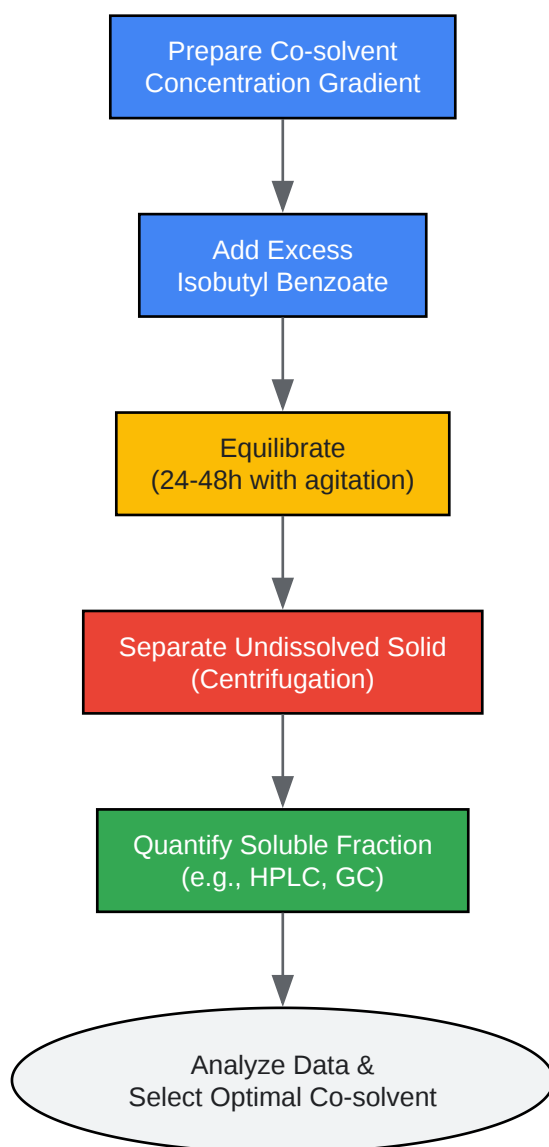 Prepare Co-solvent
Concentration Gradient
Add Excess
Isobutyl Benzoate
Equilibrate
(24-48h with agitation)
Separate Undissolved Solid
(Centrifugation)
Quantify Soluble Fraction
(e.g., HPLC, GC)
Analyze Data &
Select Optimal Co-solvent